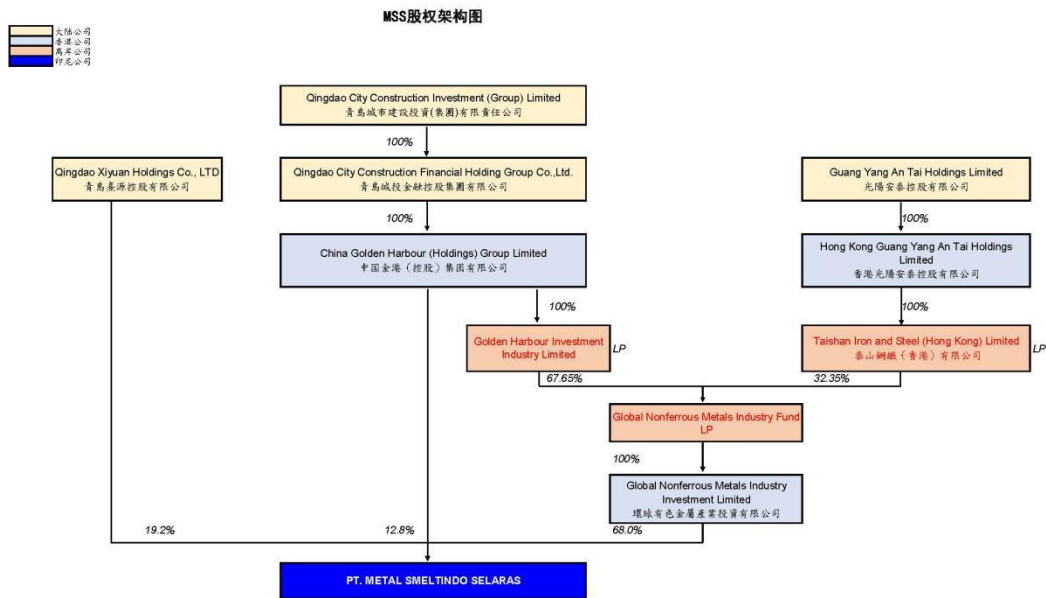 MSS股权架构图
大陆公司
香港公司
离岸公司
印尼公司
Qingdao City Construction Investment (Group) Limited
青島城市建設投資(集團)有限責任公司
100%
Qingdao Xiyuan Holdings Co., LTD
青島熹源控股有限公司
Qingdao City Construction Financial Holding Group Co.,Ltd.
青島城投金融控股集團有限公司
Guang Yang An Tai Holdings Limited
光陽安泰控股有限公司
100%
100%
China Golden Harbour (Holdings) Group Limited
中国金港（控股）集团有限公司
Hong Kong Guang Yang An Tai Holdings
Limited
香港光陽安泰控股有限公司
100%
100%
Golden Harbour Investment
Industry Limited
LP
Taishan Iron and Steel (Hong Kong) Limited
泰山鋼鐵（香港）有限公司
LP
67.65%
32.35%
Global Nonferrous Metals Industry Fund
LP
100%
Global Nonferrous Metals Industry
Investment Limited
環球有色金屬產業投資有限公司
19.2%
12.8%
68.0%
PT. METAL SMELTINDO SELARAS